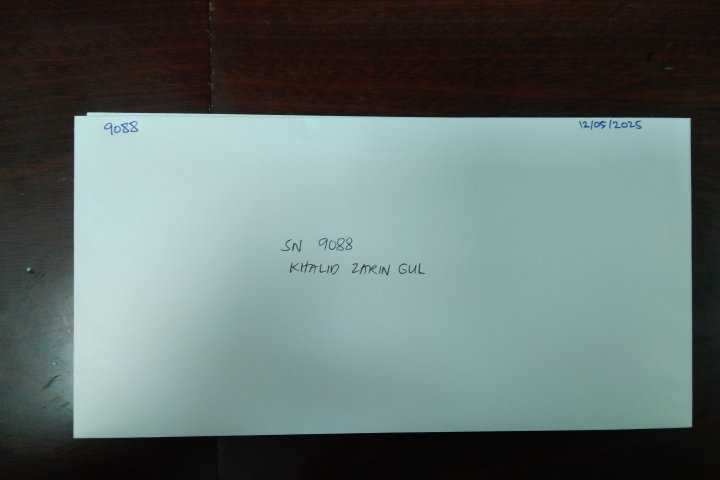 9088
12/05/2025
SN 9088
KHALID ZARIN GUL